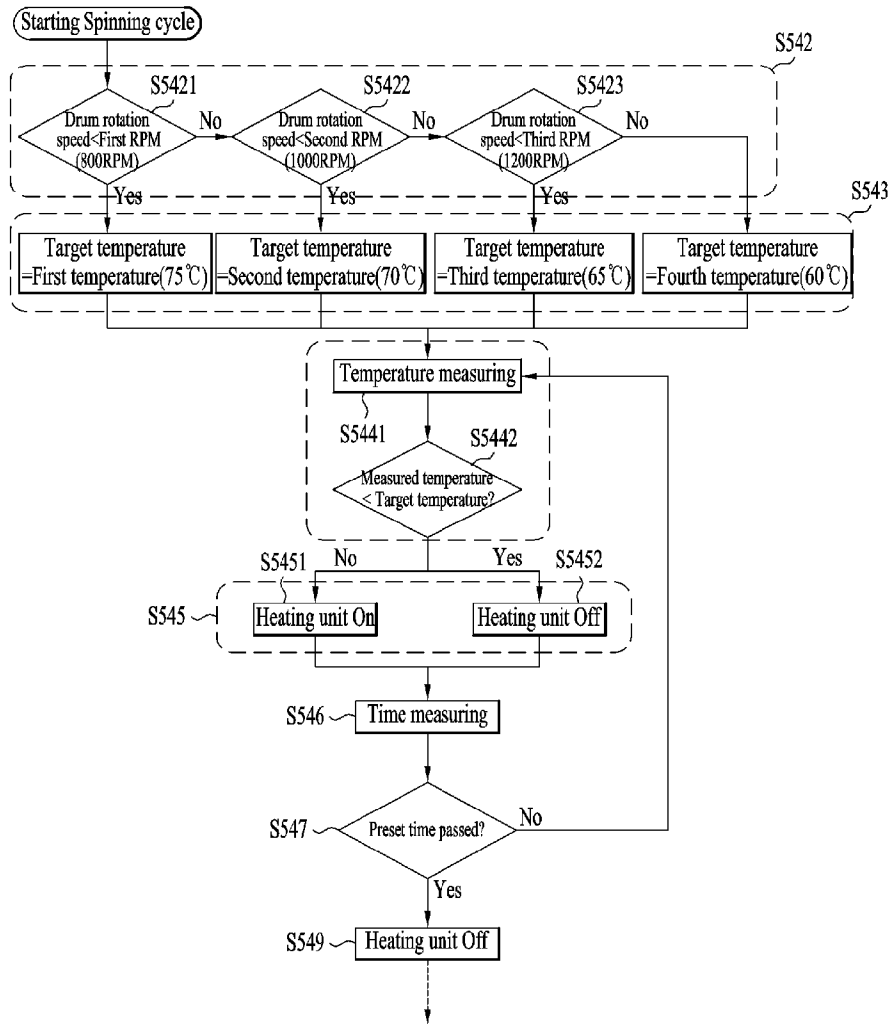 Starting Spinning cycle
S542
S5421
S5422
S5423
Drum rotation
speed<First RPM
(800RPM)
No
Drum rotation
speed<Second RPM
(1000RPM)
No
Drum rotation
speed<Third RPM
(1200RPM)
No
Yes
Yes
Yes
S543
Target temperature
=First temperature(75℃)
Target temperature
=Second temperature(70℃)
Target temperature
=Third temperature(65℃)
Target temperature
=Fourth temperature(60℃)
Temperature measuring
S5441
S5442
Measured temperature
< Target temperature?
No
Yes
S5451
S5452
S545
Heating unit On
Heating unit Off
S546
Time measuring
S547
Preset time passed?
No
Yes
S549
Heating unit Off